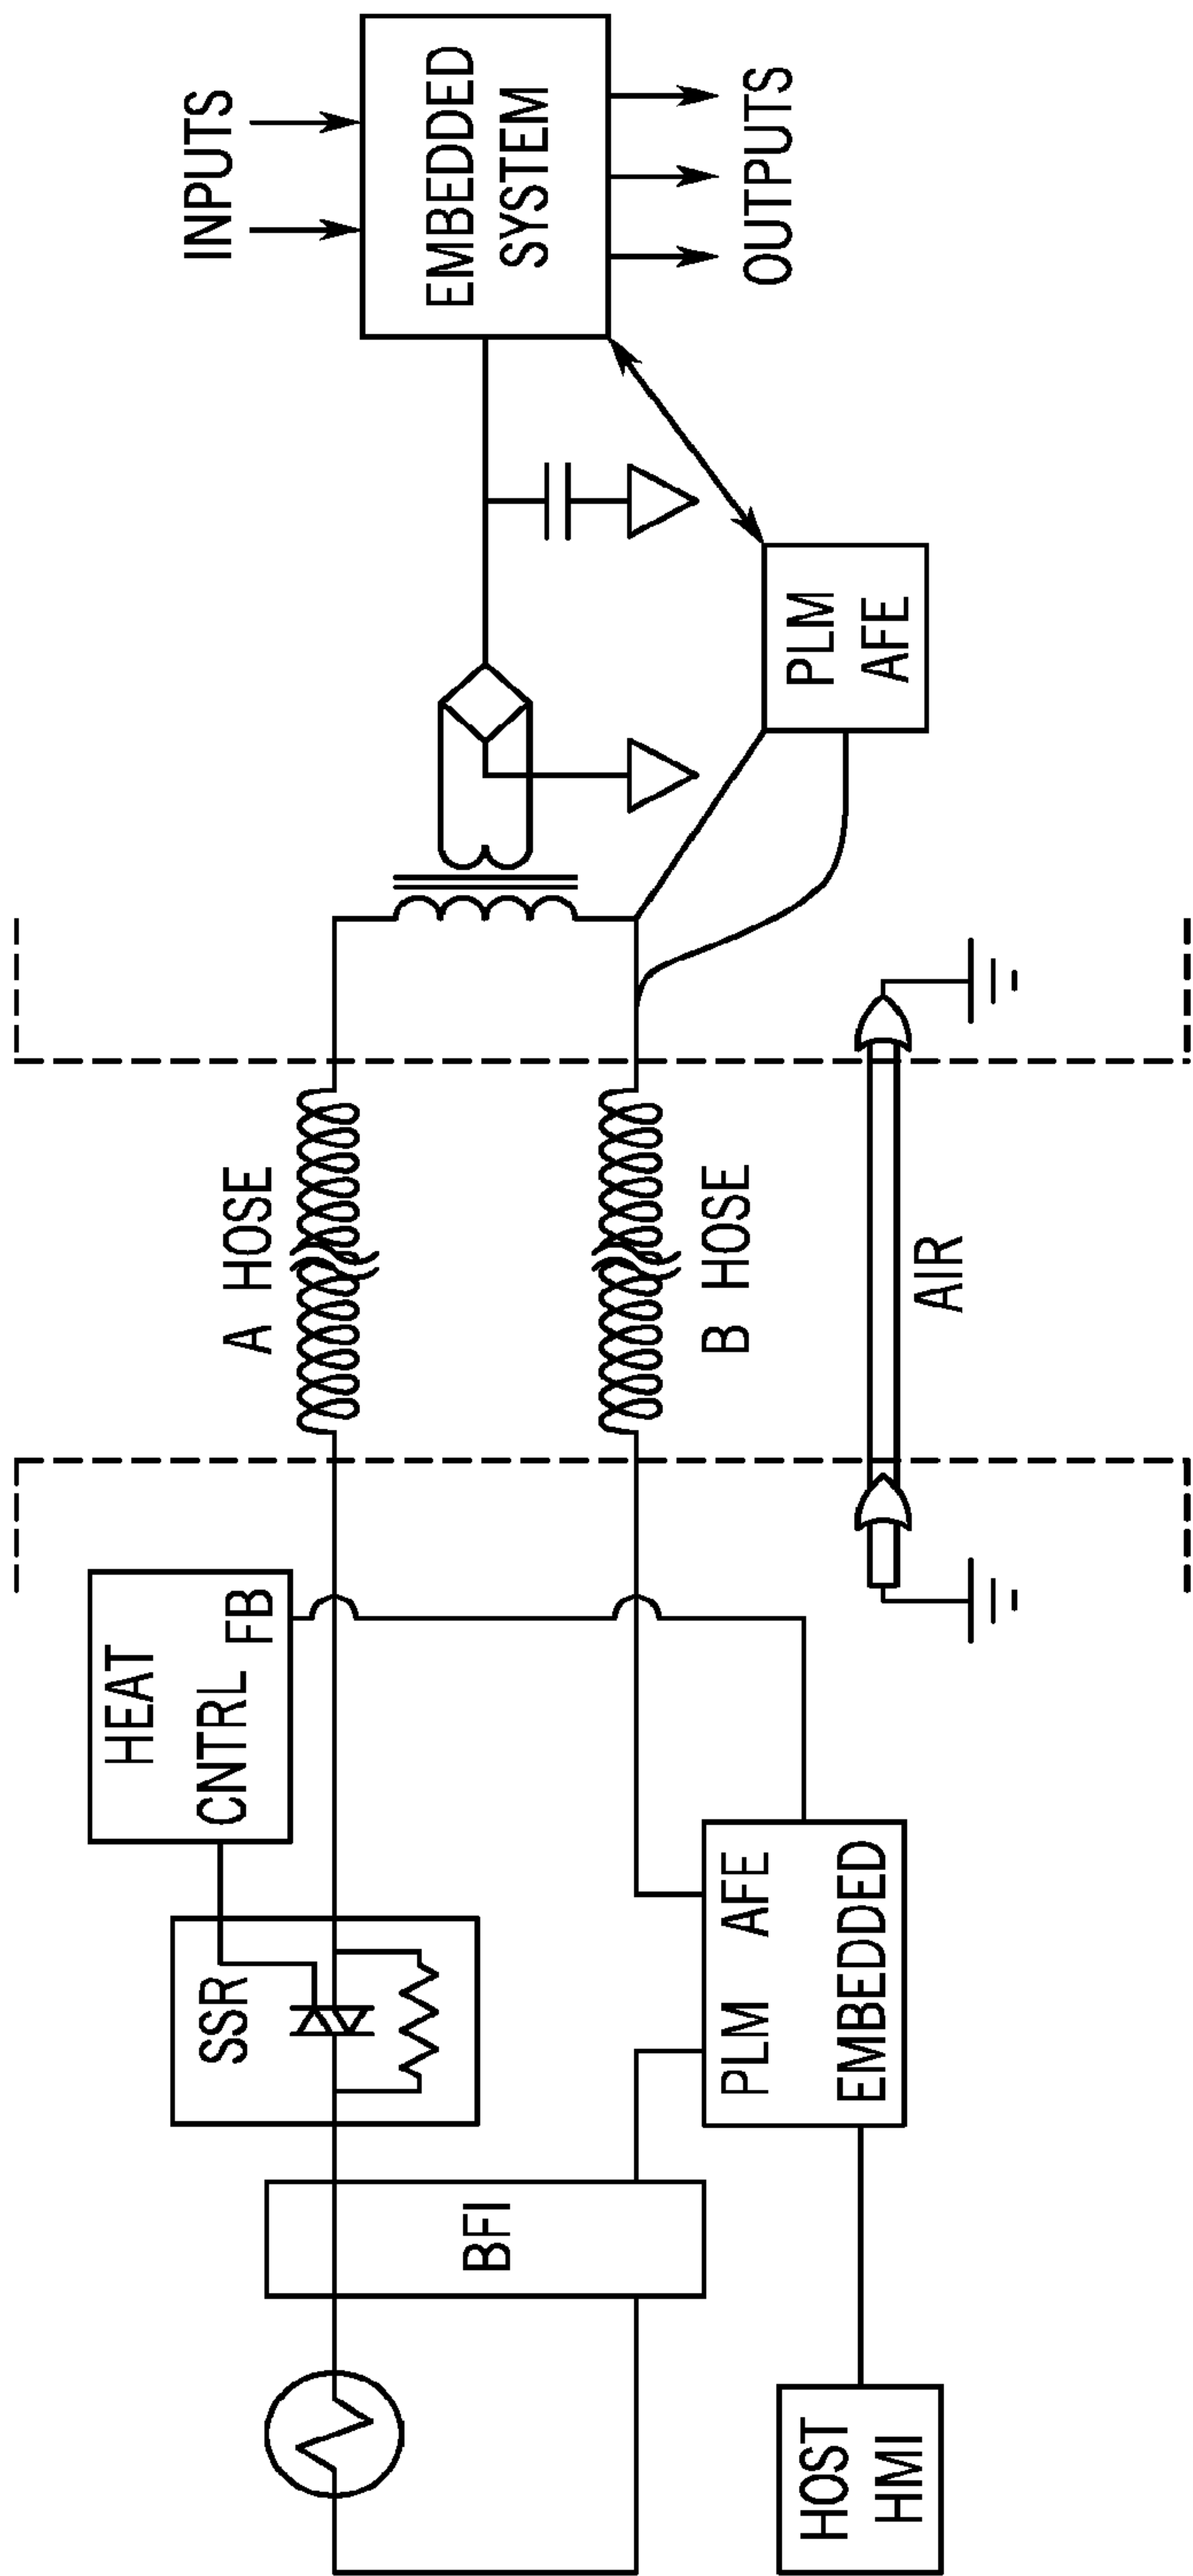 HOST
HMI
BFI
SSR
HEAT
CNTRL FB
PLM AFE
EMBEDDED
A HOSE
B HOSE
AIR
PLM
AFE
INPUTS
EMBEDDED
SYSTEM
OUTPUTS